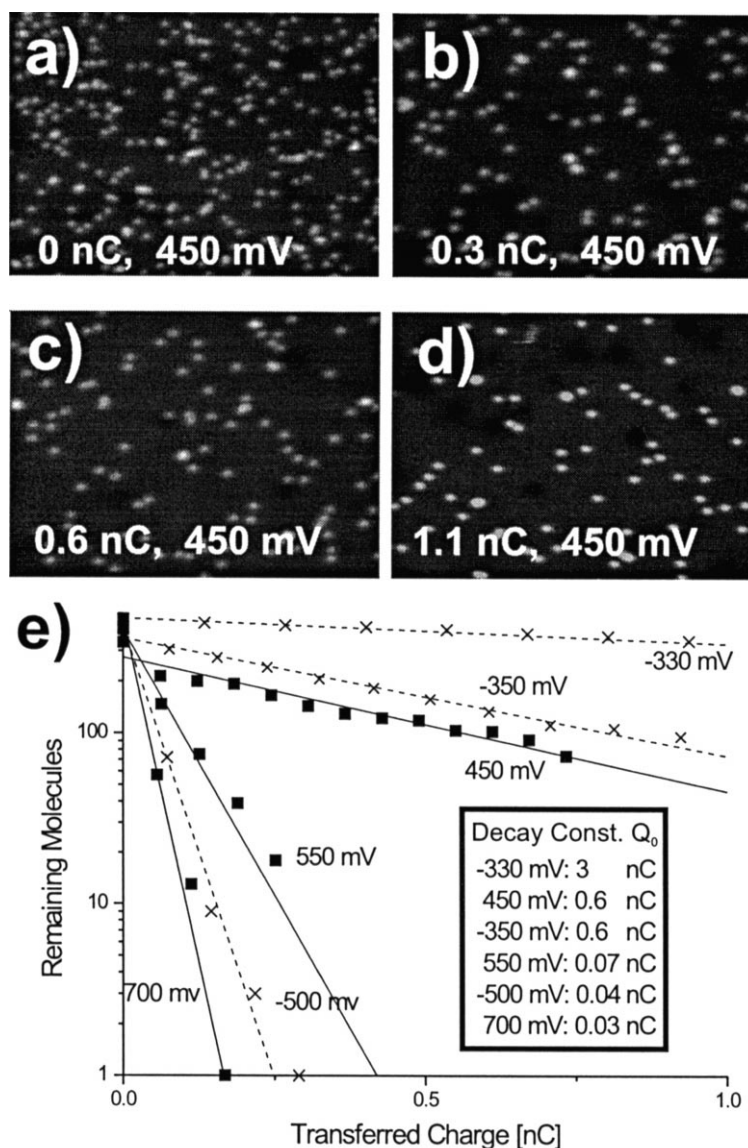 a)
0 nC, 450 mV
b)
0.3 nC, 450 mV
c)
0.6 nC, 450 mV
d)
1.1 nC, 450 mV
e)
Remaining Molecules
100
10
1
-330 mV
-350 mV
450 mV
550 mV
-500 mv
700 mv
Decay Const. Q₀
-330 mV: 3 nC
450 mV: 0.6 nC
-350 mV: 0.6 nC
550 mV: 0.07 nC
-500 mV: 0.04 nC
700 mV: 0.03 nC
0.0 0.5 1.0
Transferred Charge [nC]